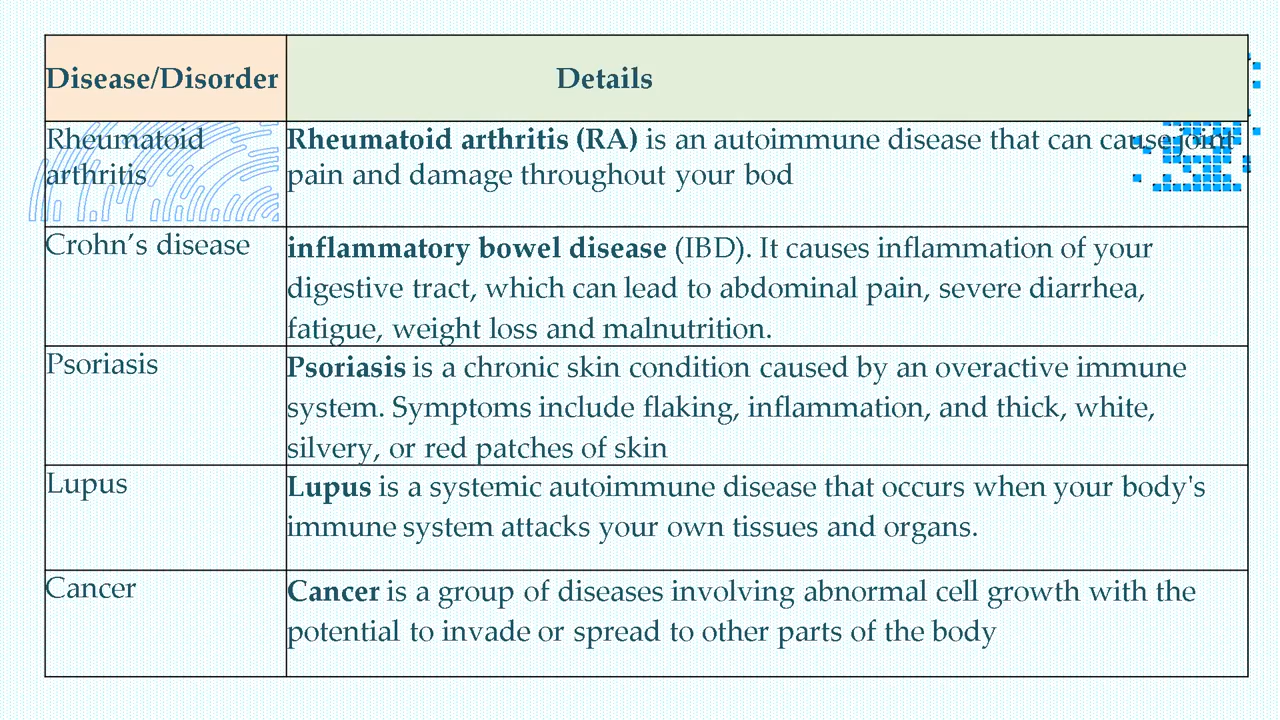 Disease/Disorder
Details
Rheumatoid
arthritis
Rheumatoid arthritis (RA) is an autoimmune disease that can cause joint
pain and damage throughout your bod
Crohn’s disease
inflammatory bowel disease (IBD). It causes inflammation of your
digestive tract, which can lead to abdominal pain, severe diarrhea,
fatigue, weight loss and malnutrition.
Psoriasis
Psoriasis is a chronic skin condition caused by an overactive immune
system. Symptoms include flaking, inflammation, and thick, white,
silvery, or red patches of skin
Lupus
Lupus is a systemic autoimmune disease that occurs when your body's
immune system attacks your own tissues and organs.
Cancer
Cancer is a group of diseases involving abnormal cell growth with the
potential to invade or spread to other parts of the body